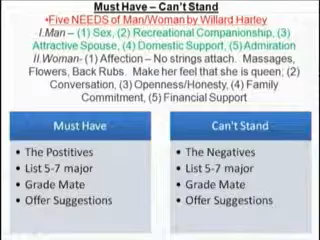 Must Have – Can't Stand
•Five NEEDS of Man/Woman by Willard Harley
I.Man – (1) Sex, (2) Recreational Companionship, (3)
Attractive Spouse, (4) Domestic Support, (5) Admiration
II.Woman- (1) Affection – No strings attach.  Massages,
Flowers, Back Rubs.  Make her feel that she is queen; (2)
Conversation, (3) Openness/Honesty, (4) Family
Commitment, (5) Financial Support
Must Have
• The Postitives
• List 5-7 major
• Grade Mate
• Offer Suggestions
Can't Stand
• The Negatives
• List 5-7 major
• Grade Mate
• Offer Suggestions